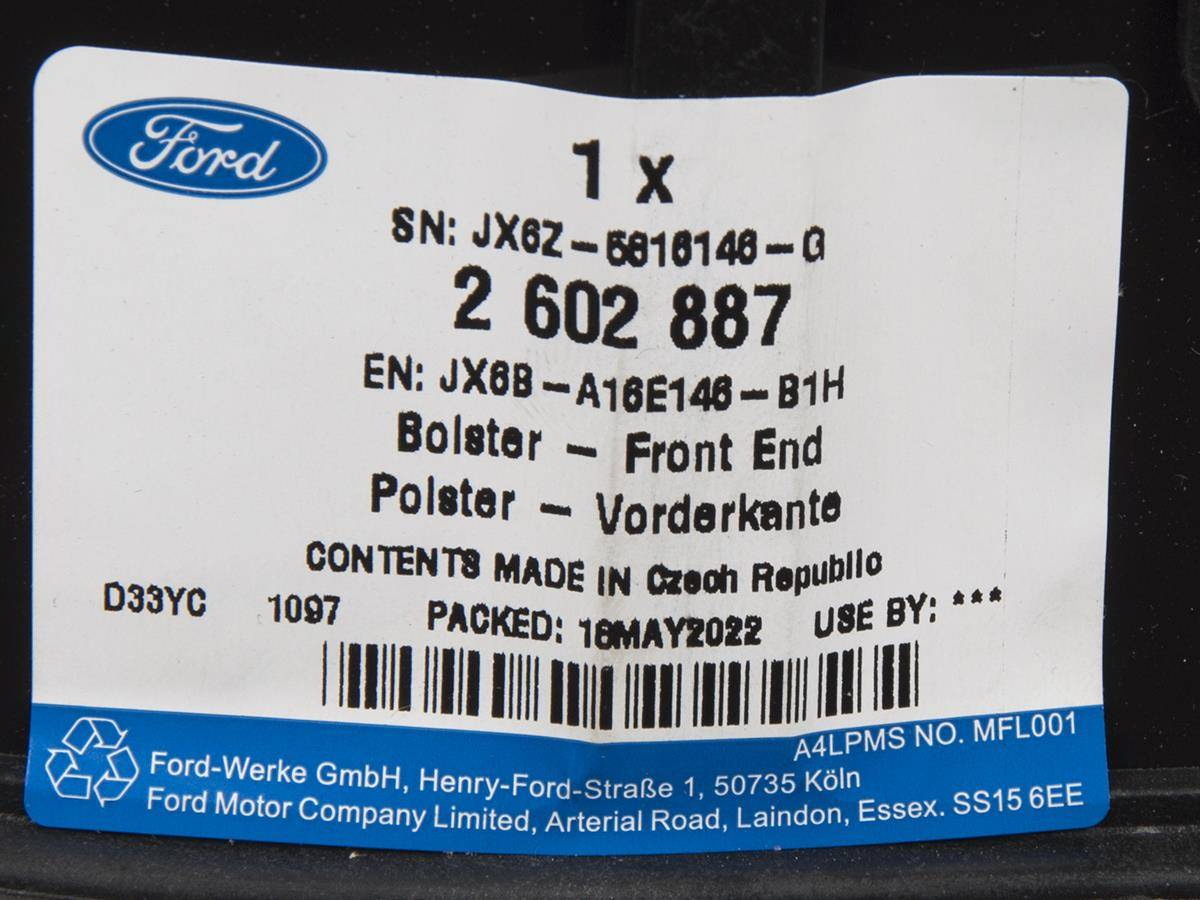 Ford
1 x
SN: JX6Z-5816146-G
2 602 887
EN: JX6B-A16E146-B1H
Bolster - Front End
Polster - Vorderkante
CONTENTS MADE IN Czech Republic
D33YC 1097 PACKED: 18MAY2022 USE BY: ***
A4LPMS NO. MFL001
Ford-Werke GmbH, Henry-Ford-Straße 1, 50735 Köln
Ford Motor Company Limited, Arterial Road, Laindon, Essex. SS15 6EE